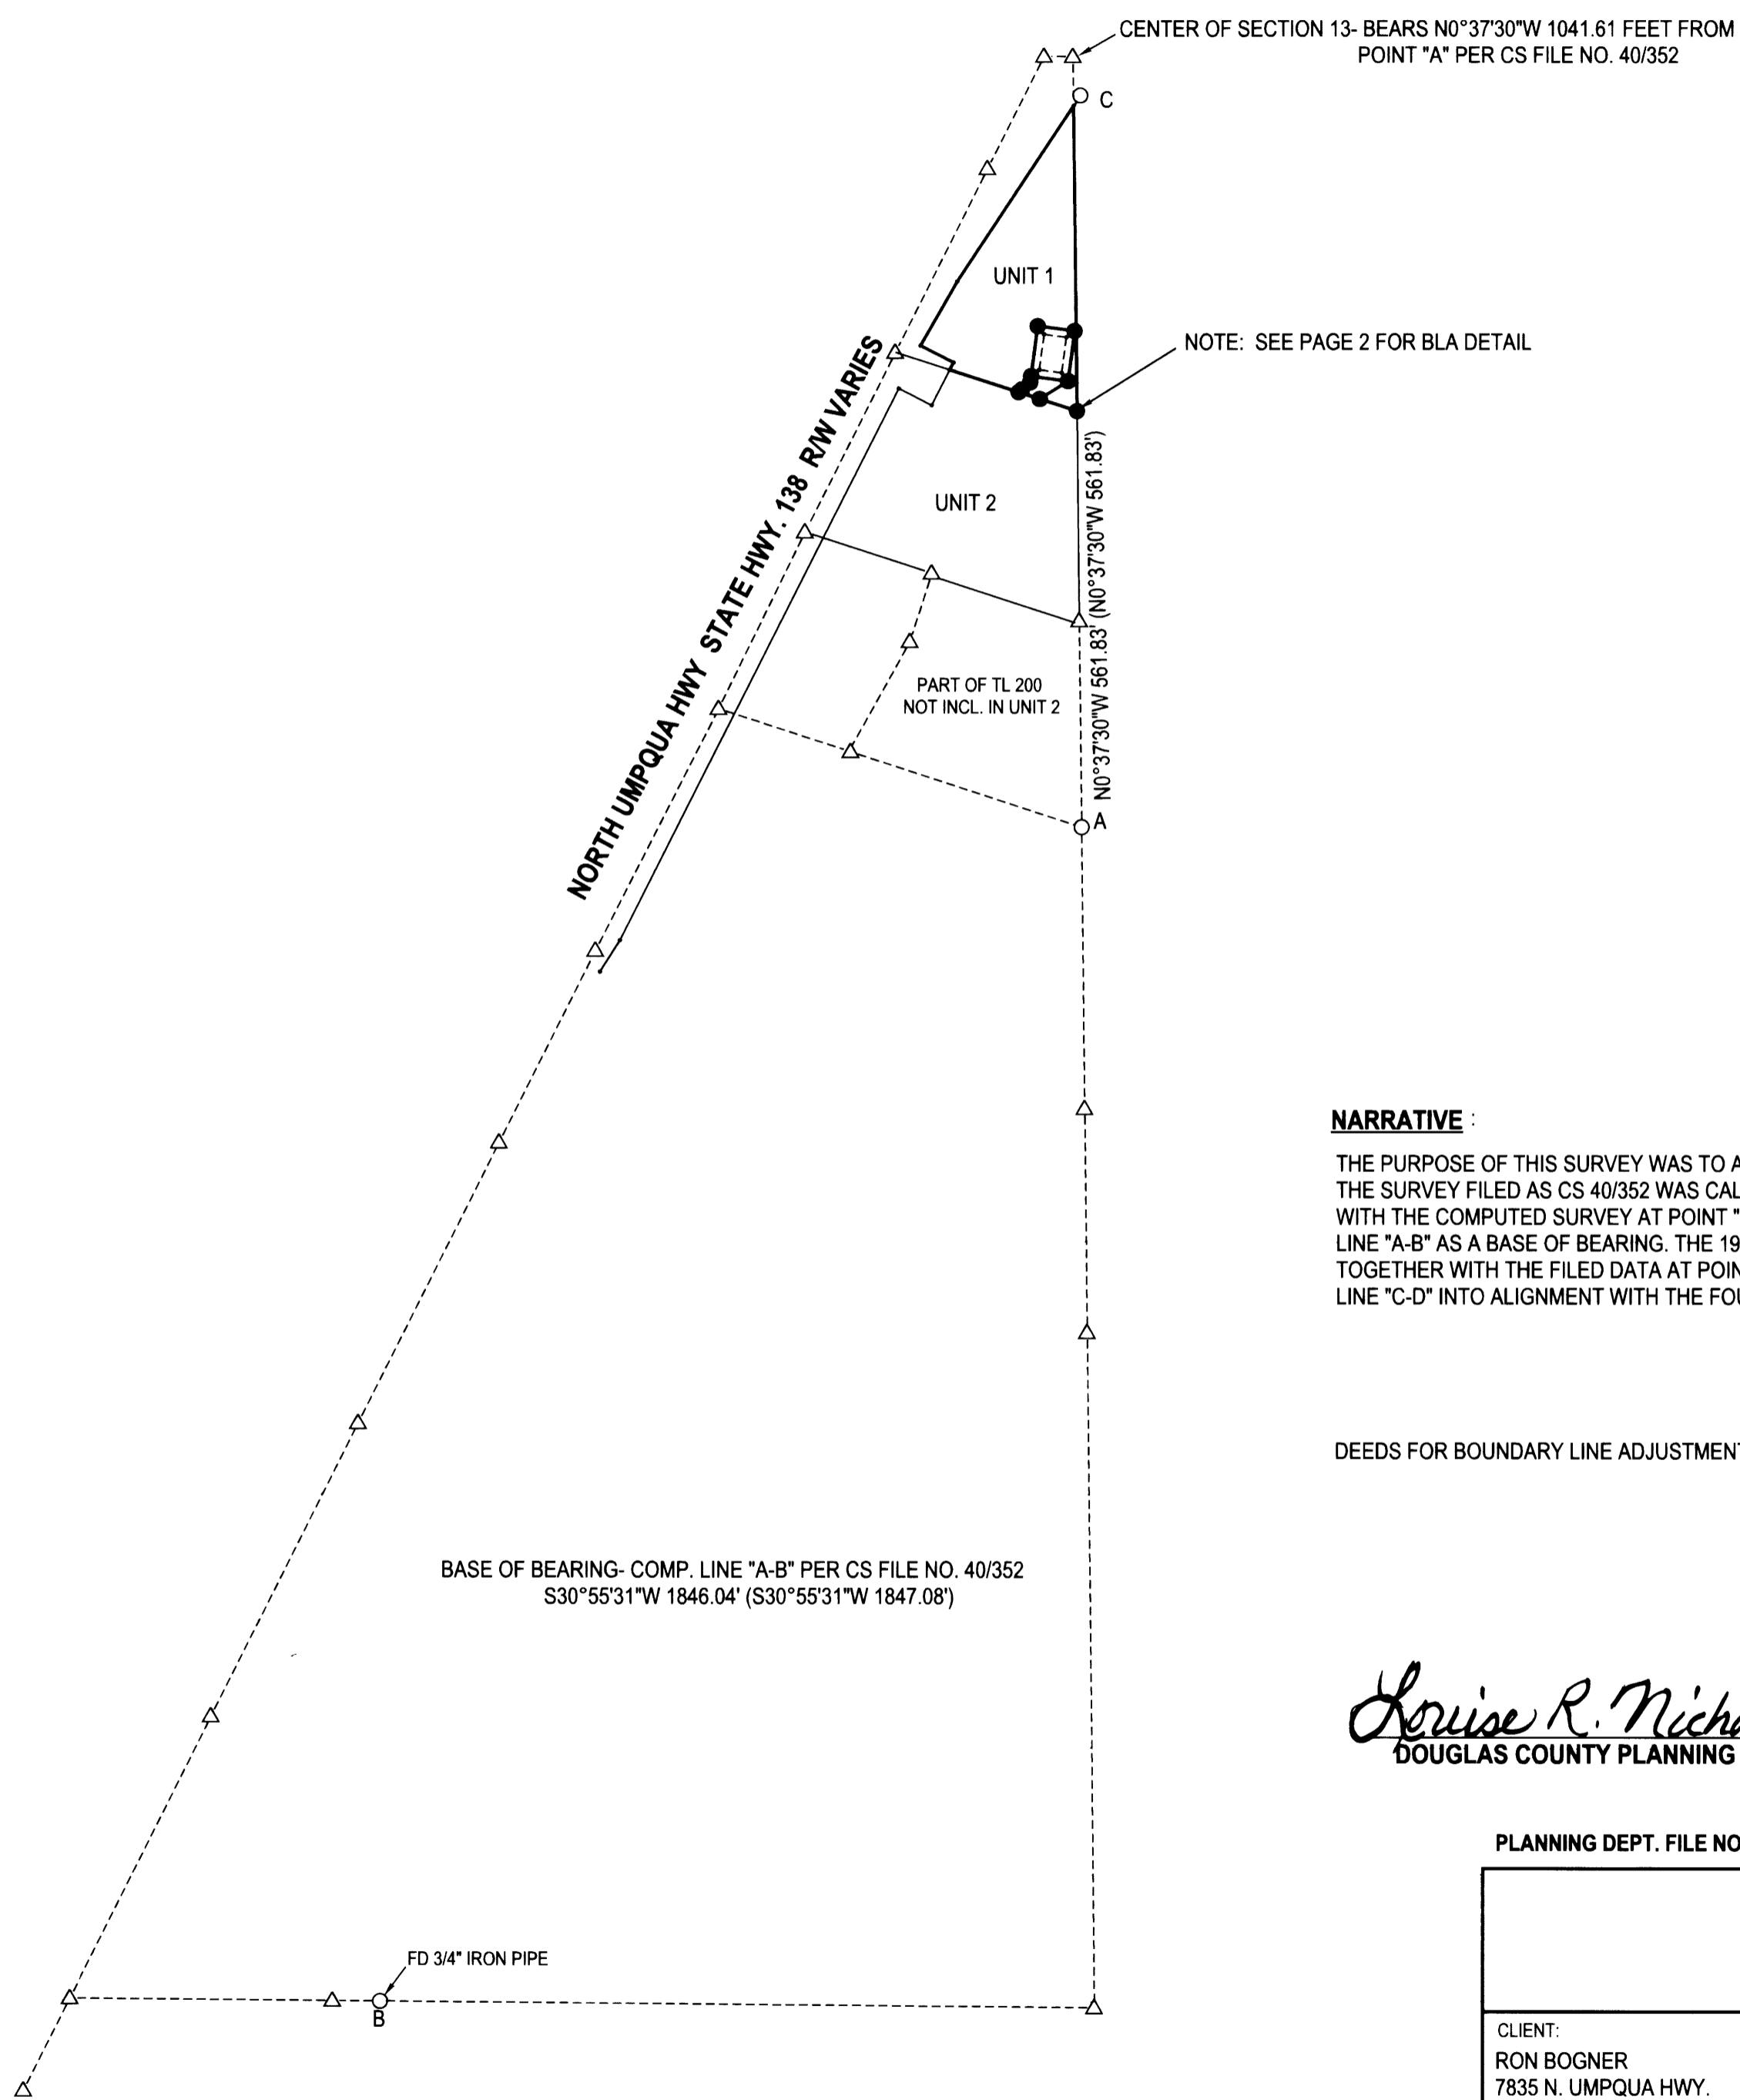 CENTER OF SECTION 13- BEARS N0°37'30"W 1041.61 FEET FROM
POINT "A" PER CS FILE NO. 40/352
C
UNIT 1
NOTE: SEE PAGE 2 FOR BLA DETAIL
NORTH UMPQUA HWY STATE HWY. 138 R/W VARIES
UNIT 2
N0°37'30"W 561.83' (N0°37'30"W 561.83')
PART OF TL 200
NOT INCL. IN UNIT 2
A
NARRATIVE :
THE PURPOSE OF THIS SURVEY WAS TO
THE SURVEY FILED AS CS 40/352 WAS
WITH THE COMPUTED SURVEY AT POINT "
LINE "A-B" AS A BASE OF BEARING. THE 19
TOGETHER WITH THE FILED DATA AT
LINE "C-D" INTO ALIGNMENT WITH THE
DEEDS FOR BOUNDARY LINE ADJUSTMENT
BASE OF BEARING- COMP. LINE "A-B" PER CS FILE NO. 40/352
S30°55'31"W 1846.04' (S30°55'31"W 1847.08')
Louise R.
DOUGLAS COUNTY PLANNING
PLANNING DEPT. FILE NO
FD 3/4" IRON PIPE
B
CLIENT:
RON BOGNER
7835 N. UMPQUA HWY.